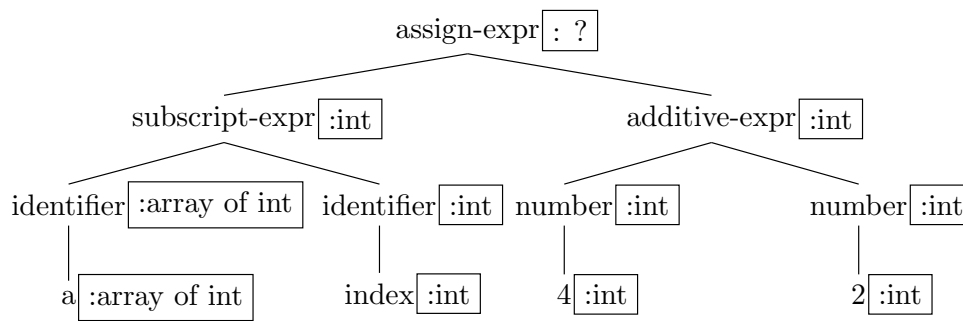 assign-expr : ?
subscript-expr :int additive-expr :int
identifier :array of int identifier :int number :int number :int
a :array of int index :int 4 :int 2 :int